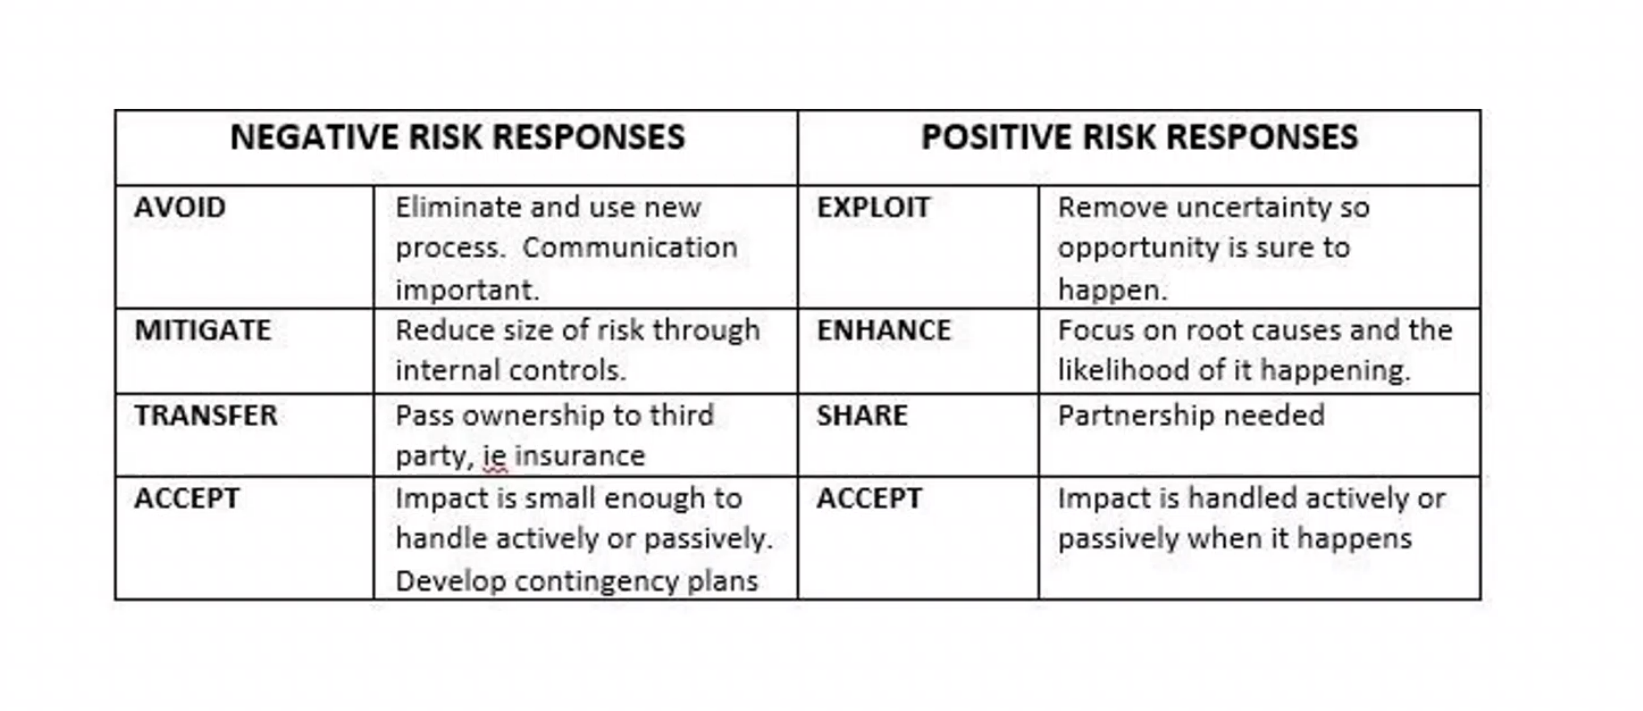 NEGATIVE RISK RESPONSES
POSITIVE RISK RESPONSES
AVOID
Eliminate and use new
process.  Communication
important.
EXPLOIT
Remove uncertainty so
opportunity is sure to
happen.
MITIGATE
Reduce size of risk through
internal controls.
ENHANCE
Focus on root causes and the
likelihood of it happening.
TRANSFER
Pass ownership to third
party, ie insurance
SHARE
Partnership needed
ACCEPT
Impact is small enough to
handle actively or passively.
Develop contingency plans
ACCEPT
Impact is handled actively or
passively when it happens